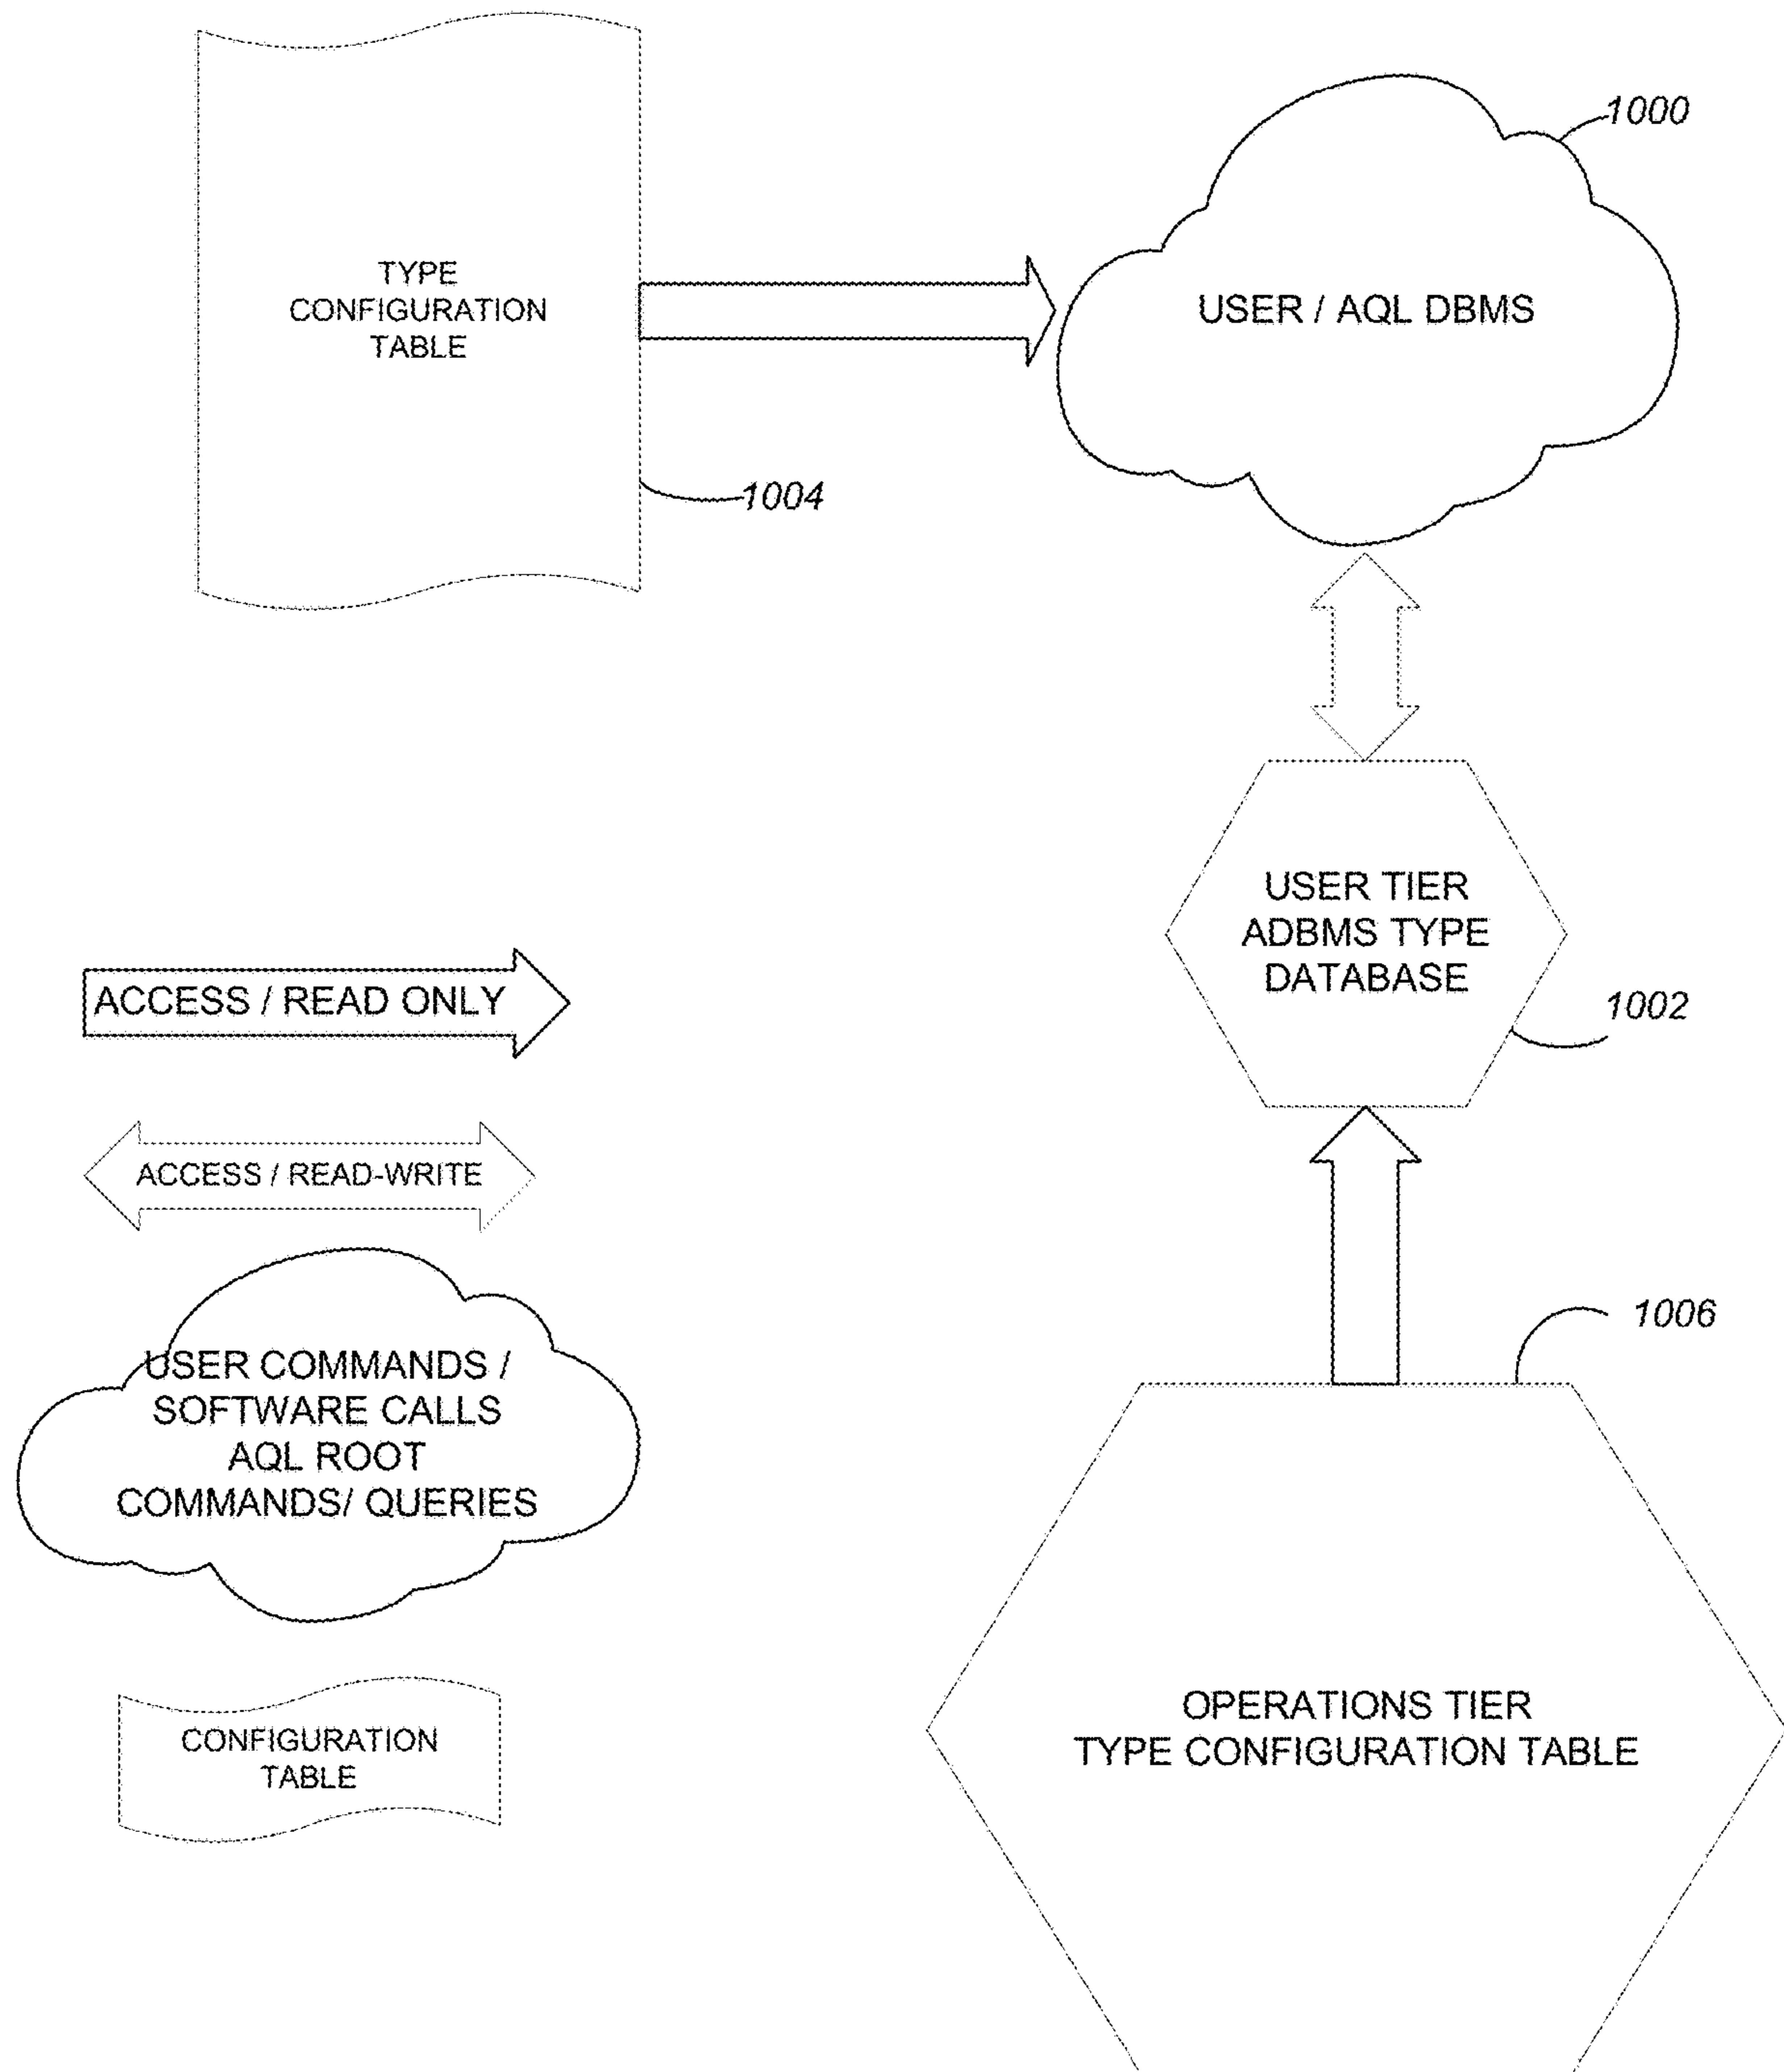 1000
TYPE
CONFIGURATION
TABLE
USER / AQL DBMS
1004
USER TIER
ADBMS TYPE
DATABASE
1002
ACCESS / READ ONLY
ACCESS / READ-WRITE
1006
USER COMMANDS /
SOFTWARE CALLS
AQL ROOT
COMMANDS/ QUERIES
OPERATIONS TIER
TYPE CONFIGURATION TABLE
CONFIGURATION
TABLE